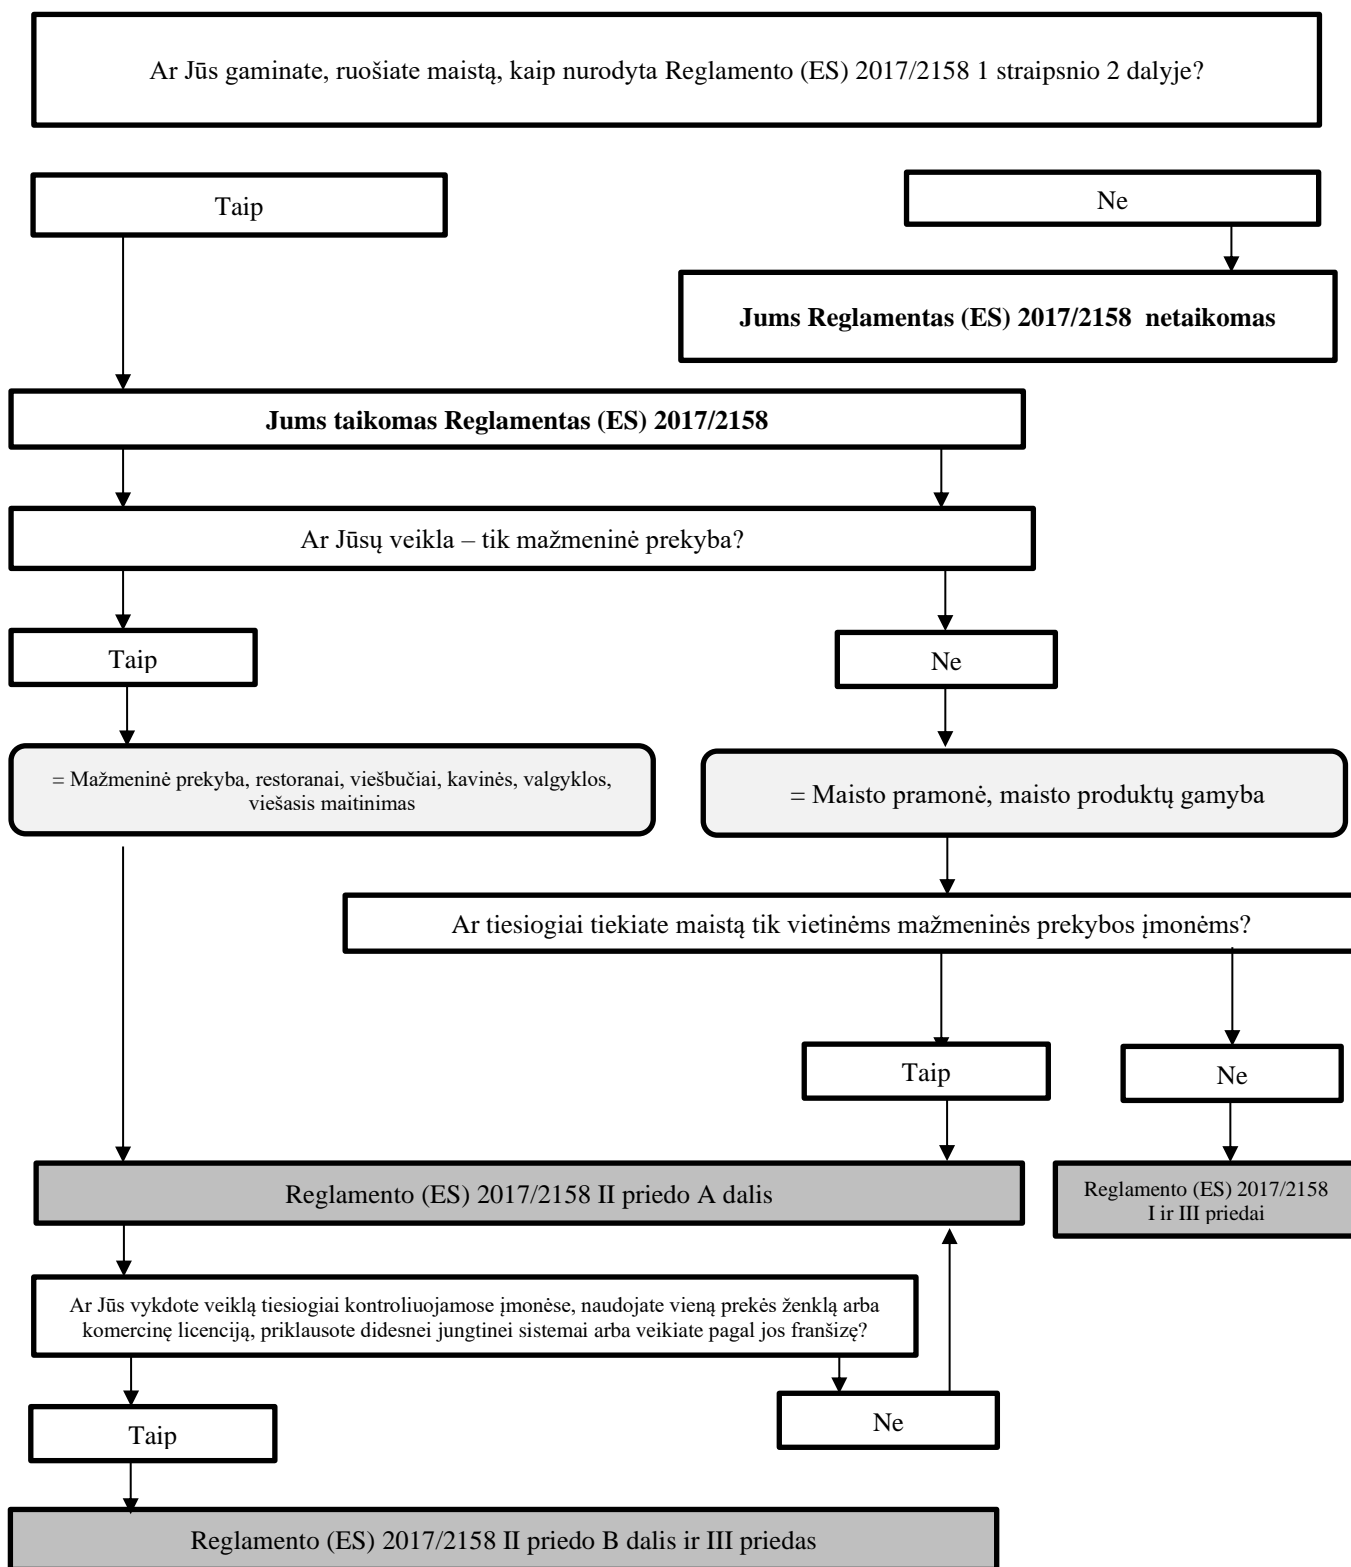 Ar Jūs gaminate, ruošiate maistą, kaip nurodyta Reglamento (ES) 2017/2158 1 straipsnio 2 dalyje?
Taip
Ne
Jums Reglamentas (ES) 2017/2158 netaikomas
Jums taikomas Reglamentas (ES) 2017/2158
Ar Jūsų veikla – tik mažmeninė prekyba?
Taip
Ne
= Mažmeninė prekyba, restoranai, viešbučiai, kavinės, valgyklos,
viešasis maitinimas
= Maisto pramonė, maisto produktų gamyba
Ar tiesiogiai tiekiate maistą tik vietinėms mažmeninės prekybos įmonėms?
Taip
Ne
Reglamento (ES) 2017/2158 II priedo A dalis
Reglamento (ES) 2017/2158
I ir III priedai
Ar Jūs vykdote veiklą tiesiogiai kontroliuojamose įmonėse, naudojate vieną prekės ženklą arba
komercinę licenciją, priklausote didesnei jungtinei sistemai arba veikiate pagal jos franšizę?
Taip
Ne
Reglamento (ES) 2017/2158 II priedo B dalis ir III priedas